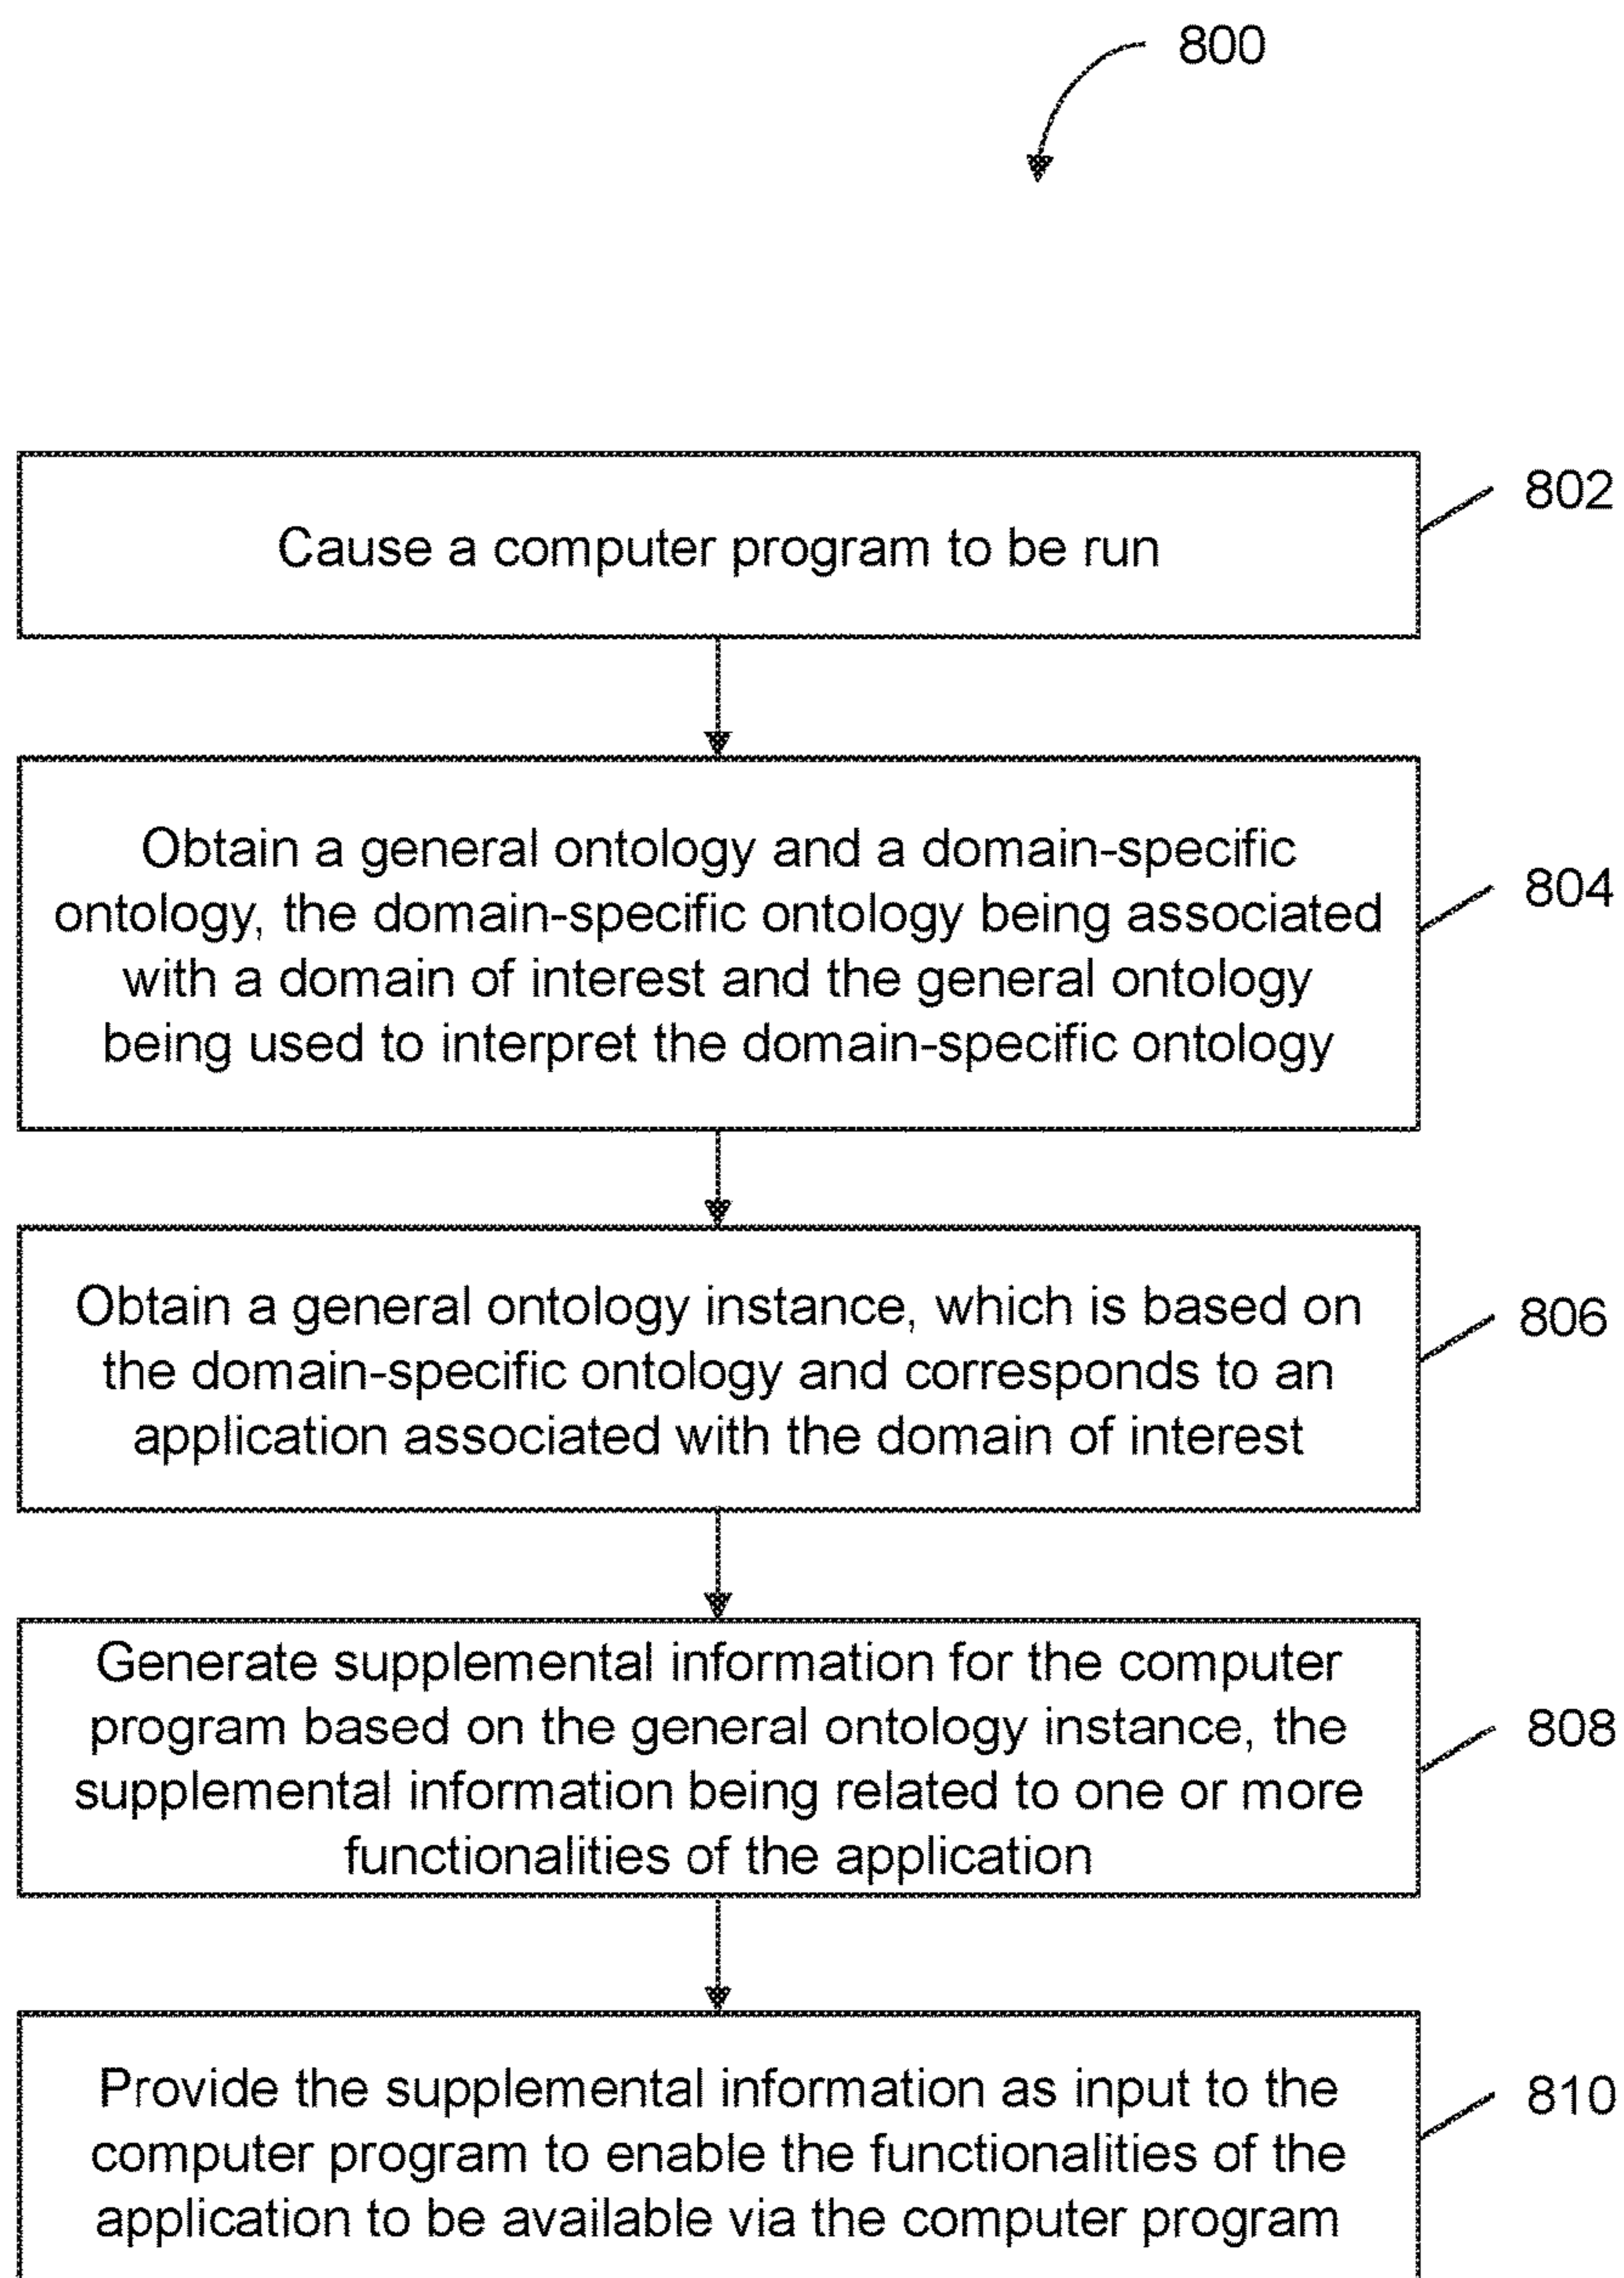 800
Cause a computer program to be run
802
Obtain a general ontology and a domain-specific
ontology, the domain-specific ontology being associated
with a domain of interest and the general ontology
being used to interpret the domain-specific ontology
804
Obtain a general ontology instance, which is based on
the domain-specific ontology and corresponds to an
application associated with the domain of interest
806
Generate supplemental information for the computer
program based on the general ontology instance, the
supplemental information being related to one or more
functionalities of the application
808
Provide the supplemental information as input to the
computer program to enable the functionalities of the
application to be available via the computer program
810